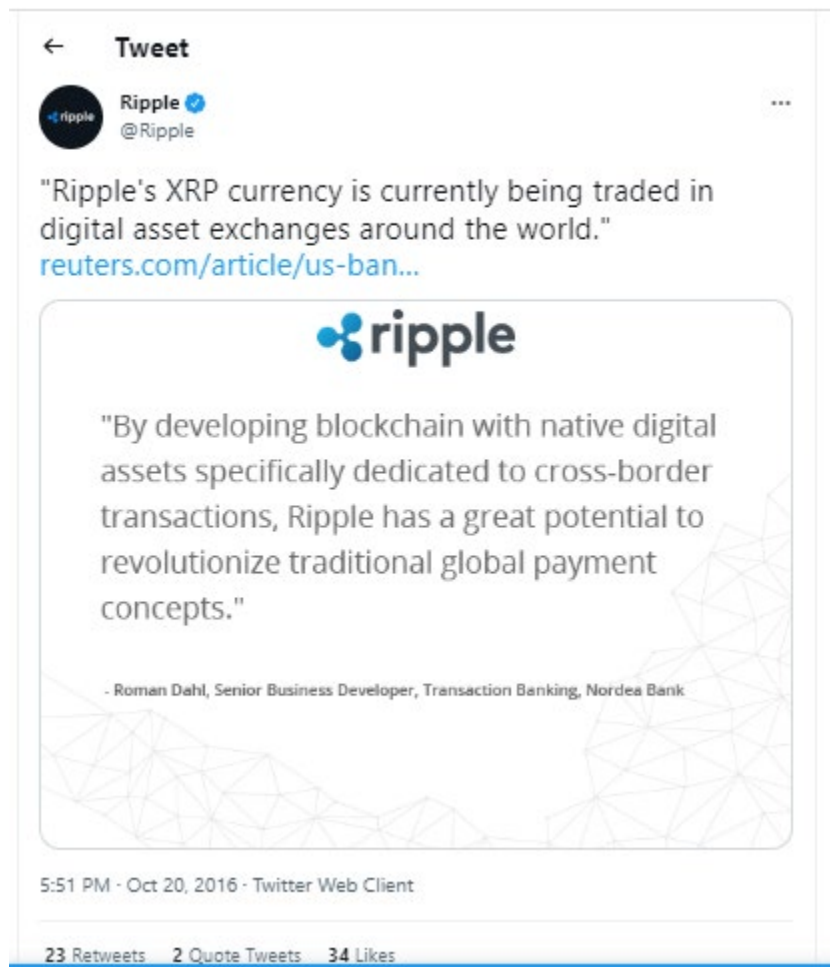 ← Tweet
ripple
Ripple
@Ripple
...
"Ripple's XRP currency is currently being traded in
digital asset exchanges around the world."
reuters.com/article/us-ban...
ripple
"By developing blockchain with native digital
assets specifically dedicated to cross-border
transactions, Ripple has a great potential to
revolutionize traditional global payment
concepts."
- Roman Dahl, Senior Business Developer, Transaction Banking, Nordea Bank
5:51 PM · Oct 20, 2016 · Twitter Web Client
23 Retweets 2 Quote Tweets 34 Likes